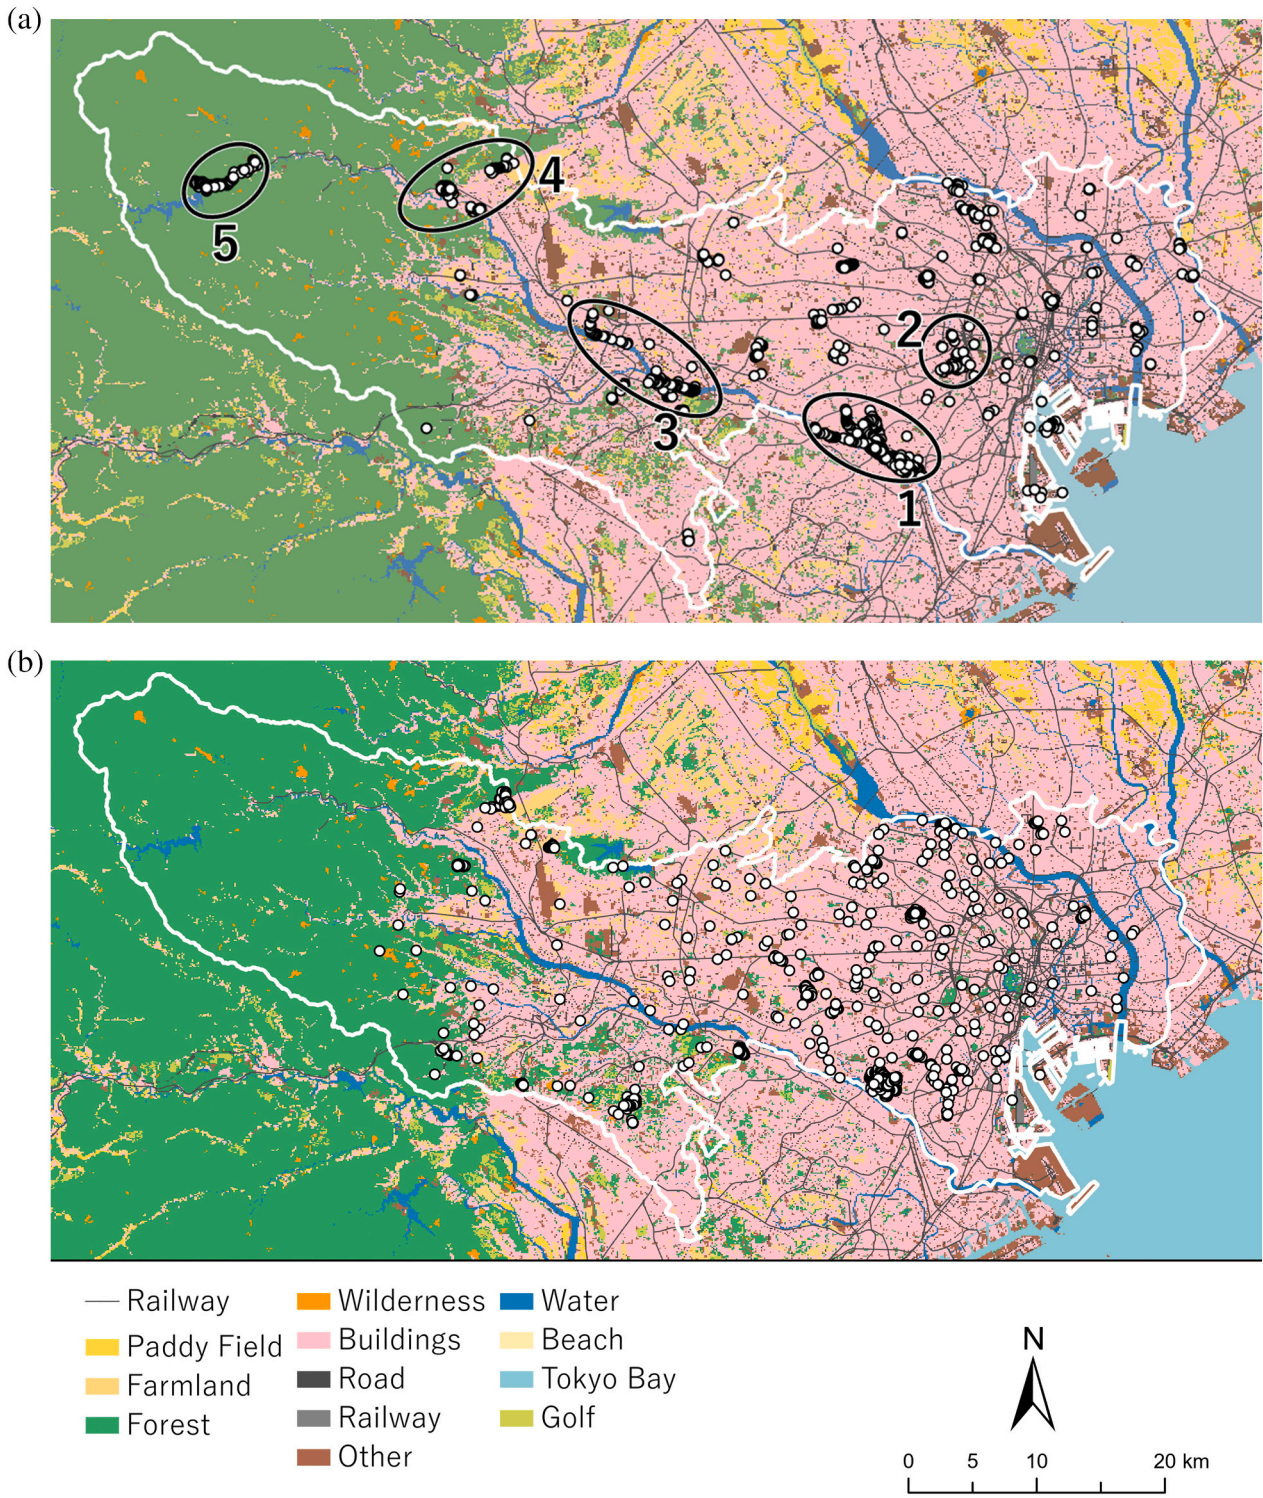 (a)
4
5
2
3
1
(b)
Railway
Paddy Field
Farmland
Forest
Wilderness
Buildings
Road
Railway
Other
Water
Beach
Tokyo Bay
Golf
N
0 5 10 20 km